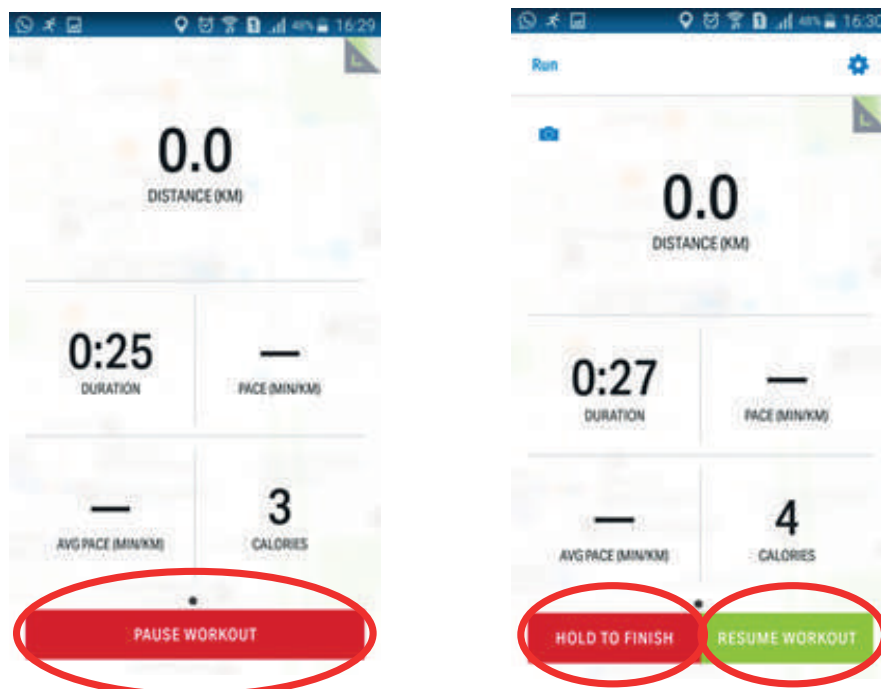 16:29
0.0
DISTANCE (KM)
0:25
DURATION
—
PACE (MIN/KM)
—
AVG PACE (MIN/KM)
3
CALORIES
PAUSE WORKOUT
16:30
Run
0.0
DISTANCE (KM)
0:27
DURATION
—
PACE (MIN/KM)
—
AVG PACE (MIN/KM)
4
CALORIES
HOLD TO FINISH
RESUME WORKOUT